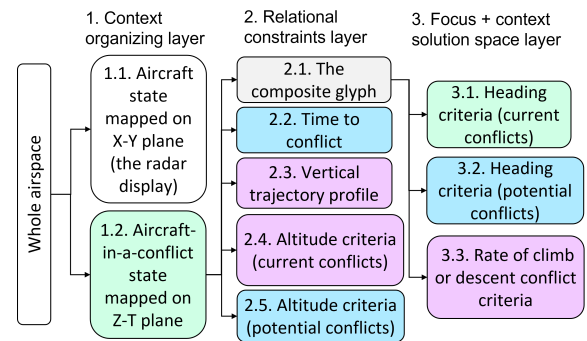 1. Context
organizing layer
2. Relational
constraints layer
3. Focus + context
solution space layer
Whole airspace
1.1. Aircraft
state
mapped on
X-Y plane
(the radar
display)
1.2. Aircraft-
in-a-conflict
state
mapped on
Z-T plane
2.1. The
composite glyph
2.2. Time to
conflict
2.3. Vertical
trajectory profile
2.4. Altitude criteria
(current conflicts)
2.5. Altitude criteria
(potential conflicts)
3.1. Heading
criteria (current
conflicts)
3.2. Heading
criteria (potential
conflicts)
3.3. Rate of climb
or descent conflict
criteria